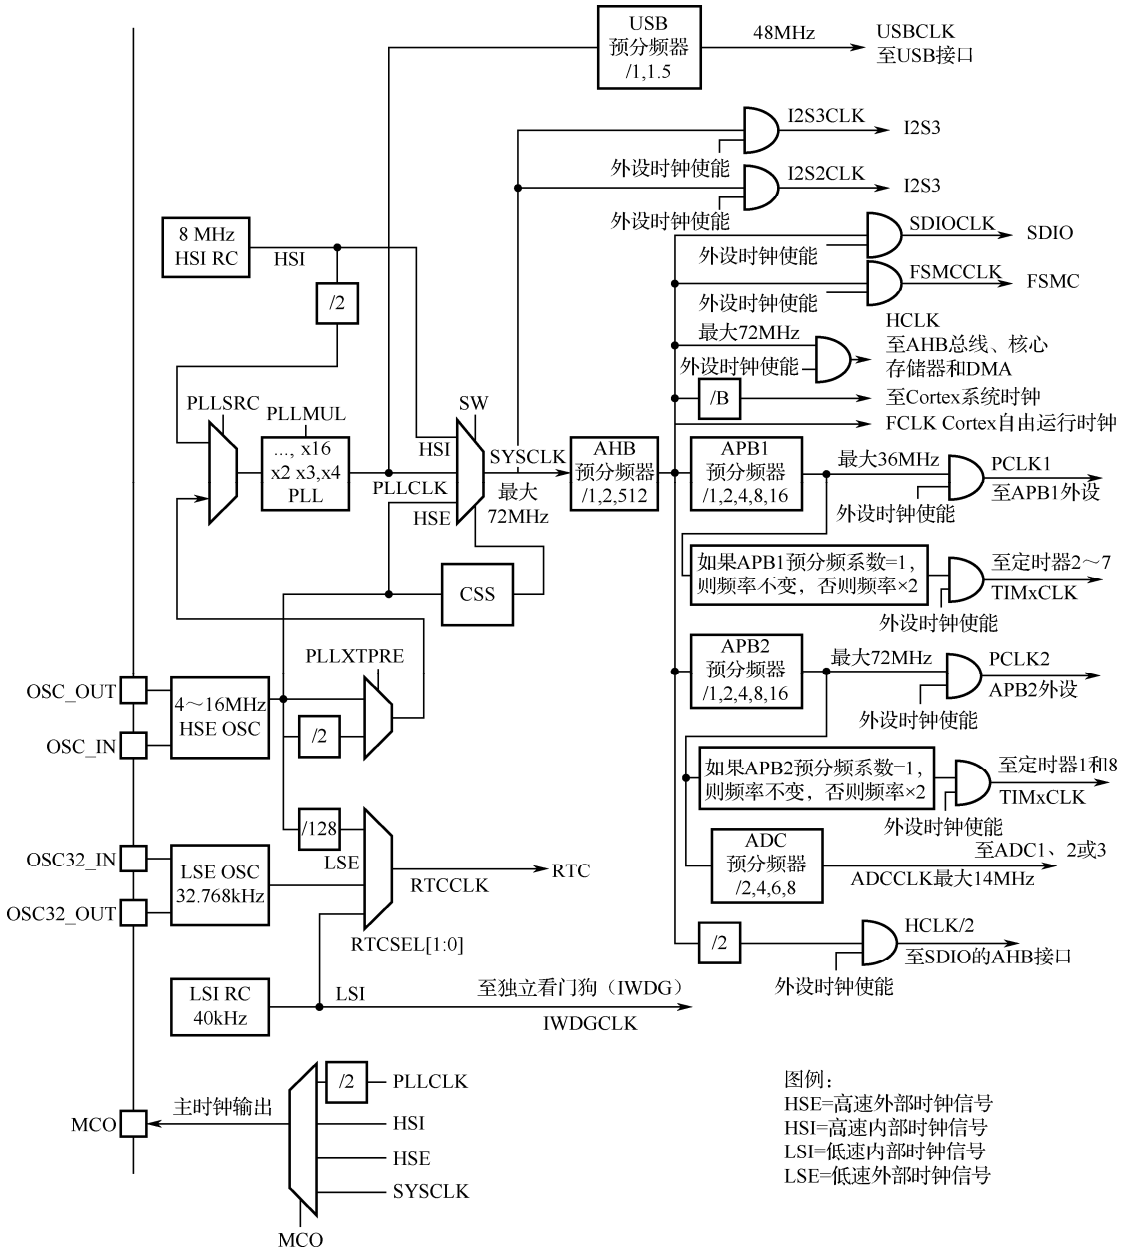 USB
预分频器
/1,1.5
48MHz
USBCLK
至USB接口
I2S3CLK
I2S3
外设时钟使能
I2S2CLK
I2S3
外设时钟使能
8 MHz
HSI RC
HSI
/2
SDIOCLK
SDIO
外设时钟使能
FSMCCLK
FSMC
外设时钟使能
最大72MHz
外设时钟使能
HCLK
至AHB总线、核心
存储器和DMA
/B
至Cortex系统时钟
FCLK Cortex自由运行时钟
PLLSRC
PLLMUL
..., x16
x2 x3,x4
PLL
PLLCLK
SW
HSI
HSE
SYSCLK
最大
72MHz
AHB
预分频器
/1,2,512
APB1
预分频器
/1,2,4,8,16
最大36MHz
PCLK1
至APB1外设
外设时钟使能
如果APB1预分频系数=1,
则频率不变，否则频率×2
至定时器2～7
TIMxCLK
外设时钟使能
CSS
APB2
预分频器
/1,2,4,8,16
最大72MHz
PCLK2
APB2外设
外设时钟使能
PLLXTPRE
OSC_OUT
OSC_IN
4～16MHz
HSE OSC
/2
如果APB2预分频系数−1,
则频率不变，否则频率×2
至定时器1和8
TIMxCLK
外设时钟使能
/128
LSE
OSC32_IN
OSC32_OUT
LSE OSC
32.768kHz
RTCCLK
RTC
RTCSEL[1:0]
ADC
预分频器
/2,4,6,8
至ADC1、2或3
ADCCLK最大14MHz
/2
HCLK/2
至SDIO的AHB接口
外设时钟使能
LSI RC
40kHz
LSI
至独立看门狗（IWDG）
IWDGCLK
/2
PLLCLK
MCO
主时钟输出
HSI
HSE
SYSCLK
MCO
图例：
HSE=高速外部时钟信号
HSI=高速内部时钟信号
LSI=低速内部时钟信号
LSE=低速外部时钟信号